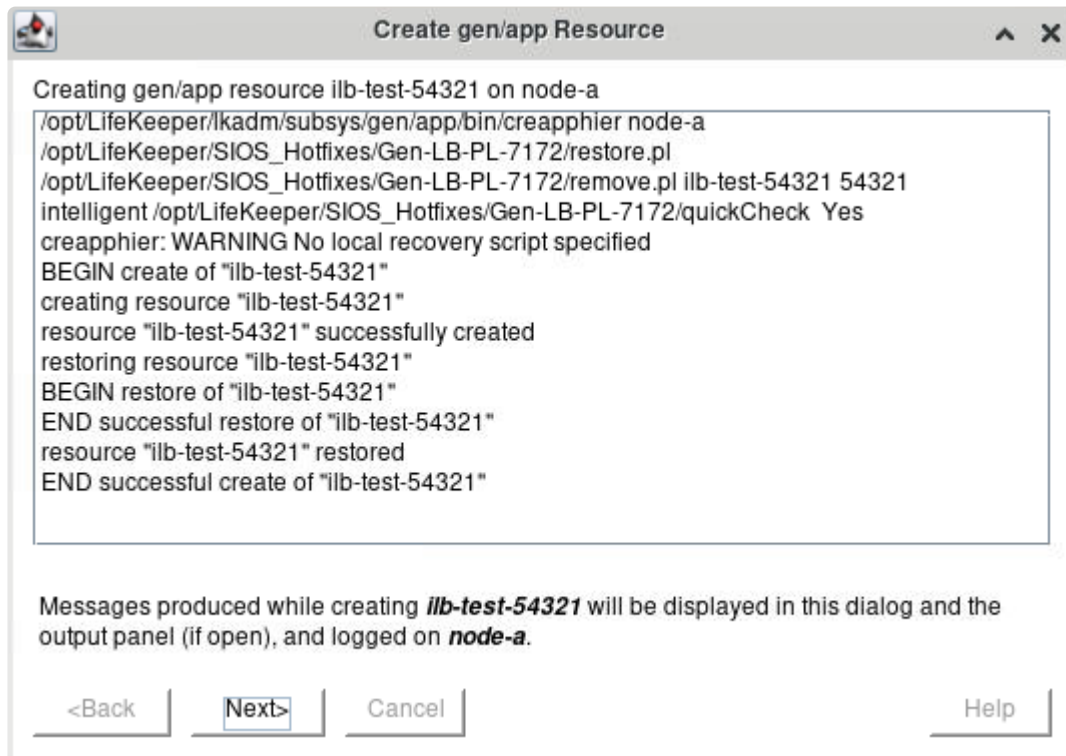 Create gen/app Resource
Creating gen/app resource ilb-test-54321 on node-a
/opt/LifeKeeper/lkadm/subsys/gen/app/bin/creapphier node-a
/opt/LifeKeeper/SIOS_Hotfixes/Gen-LB-PL-7172/restore.pl
/opt/LifeKeeper/SIOS_Hotfixes/Gen-LB-PL-7172/remove.pl ilb-test-54321 54321
intelligent /opt/LifeKeeper/SIOS_Hotfixes/Gen-LB-PL-7172/quickCheck  Yes
creapphier: WARNING No local recovery script specified
BEGIN create of "ilb-test-54321"
creating resource "ilb-test-54321"
resource "ilb-test-54321" successfully created
restoring resource "ilb-test-54321"
BEGIN restore of "ilb-test-54321"
END successful restore of "ilb-test-54321"
resource "ilb-test-54321" restored
END successful create of "ilb-test-54321"
Messages produced while creating ilb-test-54321 will be displayed in this dialog and the
output panel (if open), and logged on node-a.
<Back Next> Cancel Help